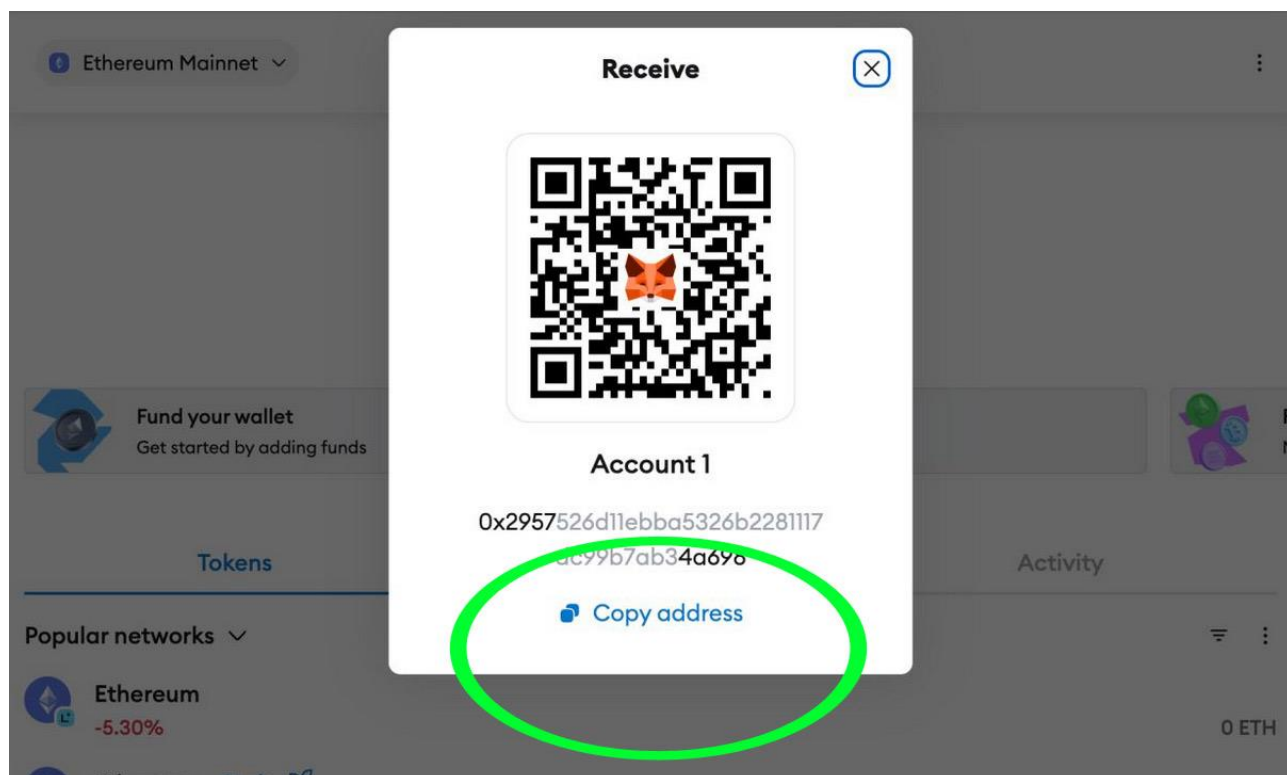 Ethereum Mainnet
Receive
Fund your wallet
Get started by adding funds
Account 1
0x2957526d11ebba5326b2281117
dc99b7ab34a698
Copy address
Tokens
Activity
Popular networks
Ethereum
-5.30%
0 ETH